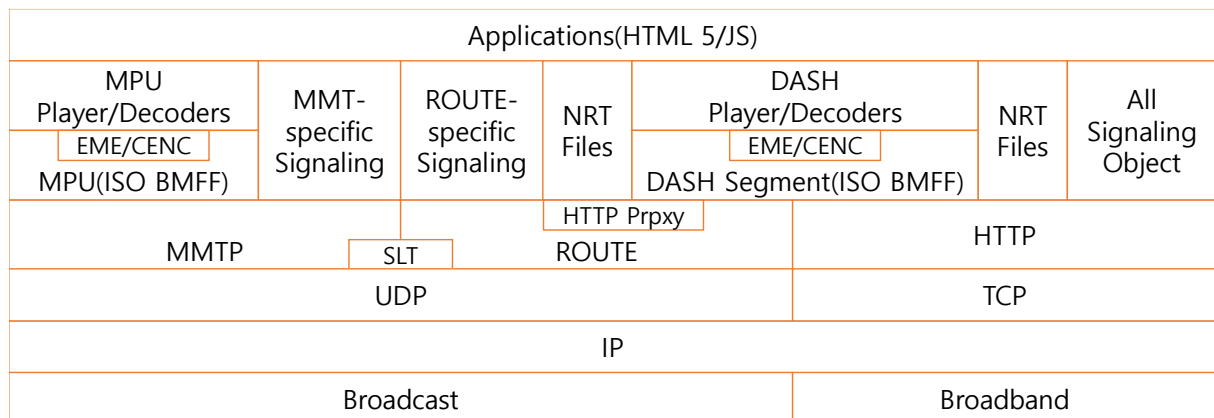 Applications(HTML 5/JS)
MPU
Player/Decoders
EME/CENC
MPU(ISO BMFF)
MMT-
specific
Signaling
ROUTE-
specific
Signaling
NRT
Files
DASH
Player/Decoders
EME/CENC
DASH Segment(ISO BMFF)
NRT
Files
All
Signaling
Object
MMTP
SLT
HTTP Prpxy
ROUTE
HTTP
UDP
TCP
IP
Broadcast
Broadband